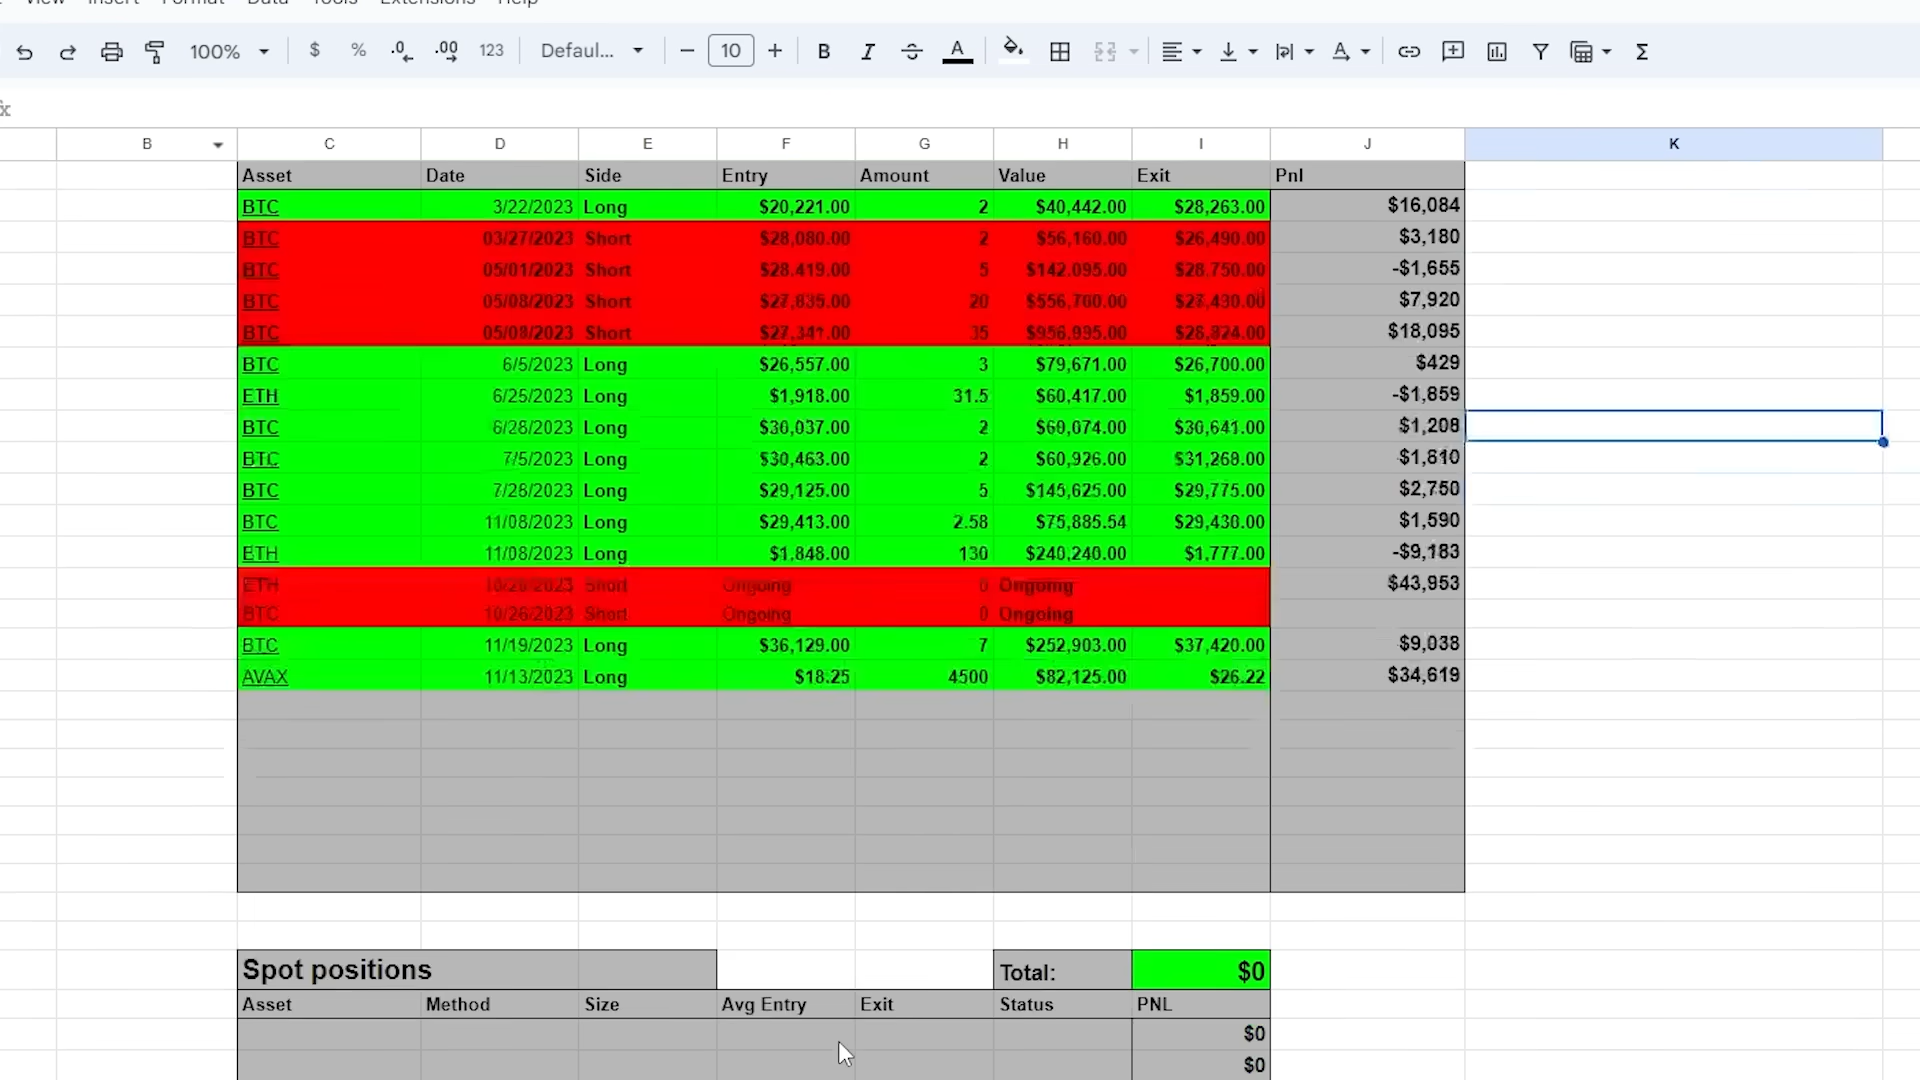 View Insert Format Data Tools Extensions Help
100% $ % .0 .00 123 Defaul... 10 B I A
B C D E F G H I J K
Asset Date Side Entry Amount Value Exit Pnl
BTC 3/22/2023 Long $20,221.00 2 $40,442.00 $28,263.00 $16,084
BTC 03/27/2023 Short $28,080.00 2 $56,160.00 $26,490.00 $3,180
BTC 05/01/2023 Short $28.419.00 5 $142.095.00 $28,750.00 -$1,655
BTC 05/08/2023 Short $27,835.00 20 $556,700.00 $27,430.00 $7,920
BTC 05/08/2023 Short $27,341.00 35 $956.935.00 $18,095
BTC 6/5/2023 Long $26,557.00 3 $79,671.00 $26,700.00 $429
ETH 6/25/2023 Long $1,918.00 31.5 $60,417.00 $1,859.00 -$1,859
BTC 6/28/2023 Long $30,037.00 2 $60,074.00 $30,641.00 $1,208
BTC 7/5/2023 Long $30,463.00 2 $60,926.00 $31,268.00 -$1,810
BTC 7/28/2023 Long $29,125.00 5 $145,625.00 $29,775.00 $2,750
BTC 11/08/2023 Long $29,413.00 2.58 $75,885.54 $29,430.00 $1,590
ETH 11/08/2023 Long $1,848.00 130 $240,240.00 $1,777.00 -$9,183
ETH Short Ongoing 0 Ongoing $43,953
BTC 10/26/2023 Short Ongoing 0 Ongoing
BTC 11/19/2023 Long $36,129.00 7 $252,903.00 $37,420.00 $9,038
AVAX 11/13/2023 Long $18.25 4500 $82,125.00 $26.22 $34,619
Spot positions Total: $0
Asset Method Size Avg Entry Exit Status PNL
$0
$0